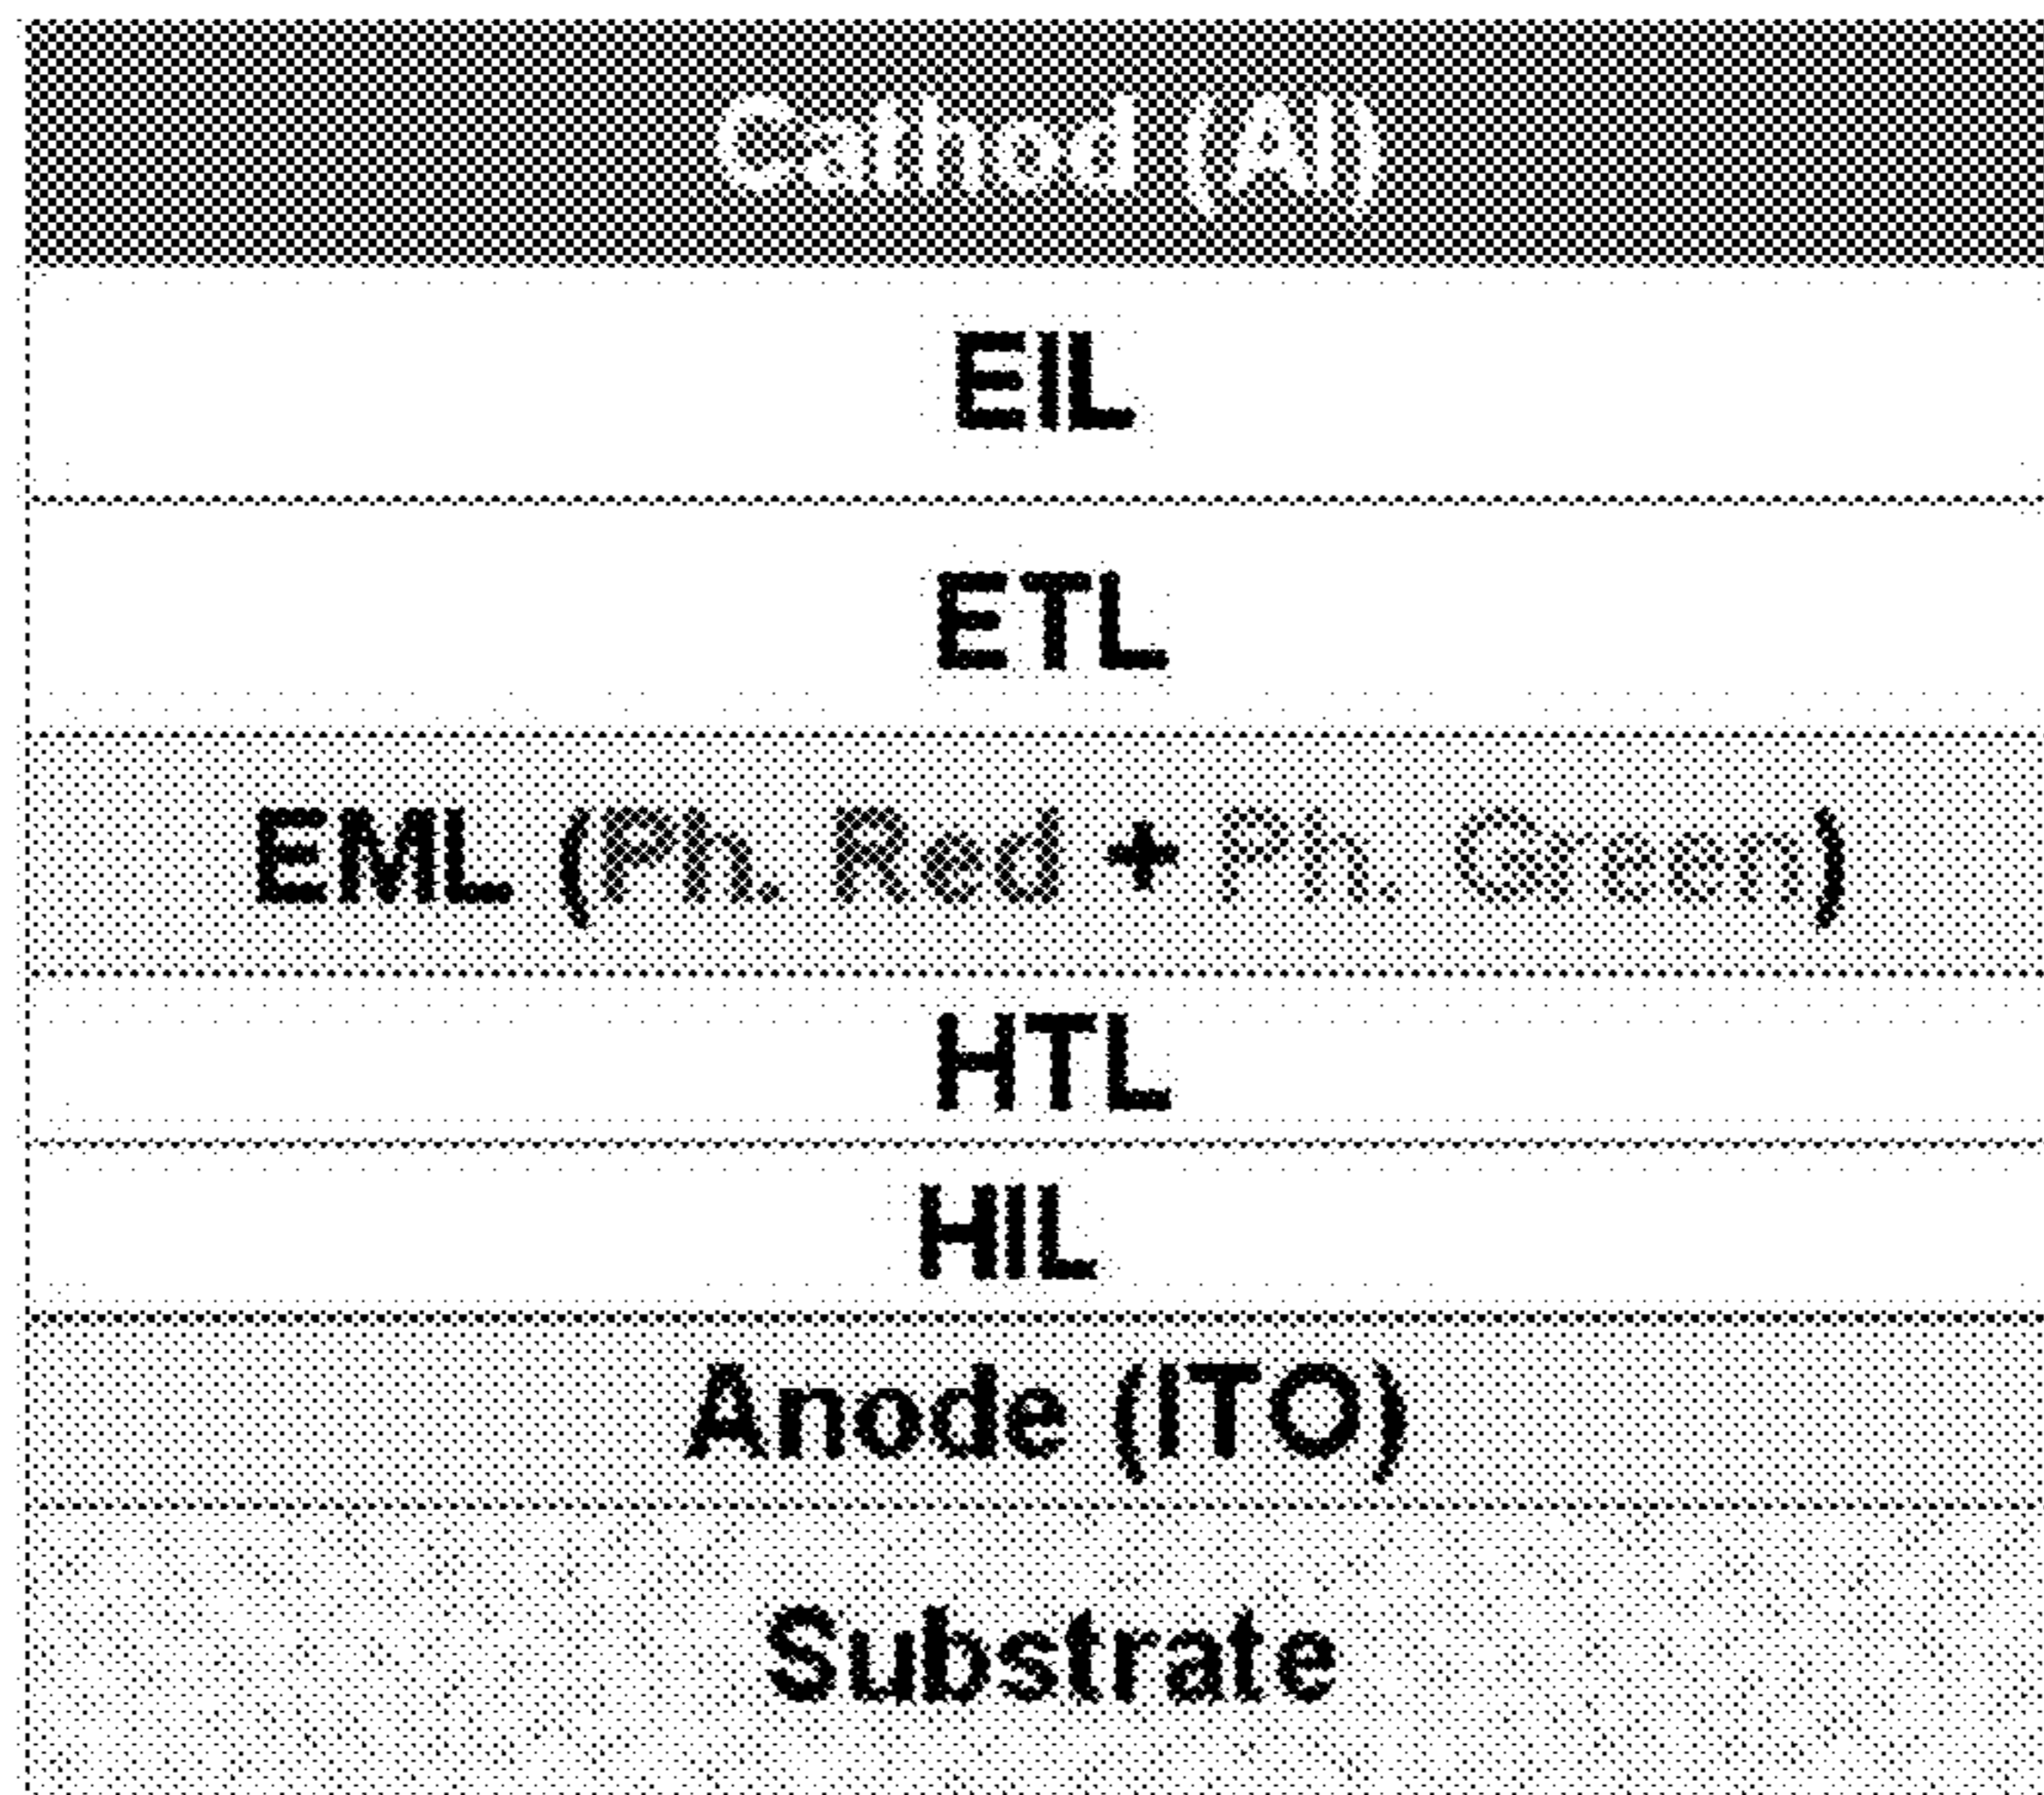 Cathod (Al)
EIL
ETL
EML (Ph. Red + Ph. Green)
HTL
HIL
Anode (ITO)
Substrate